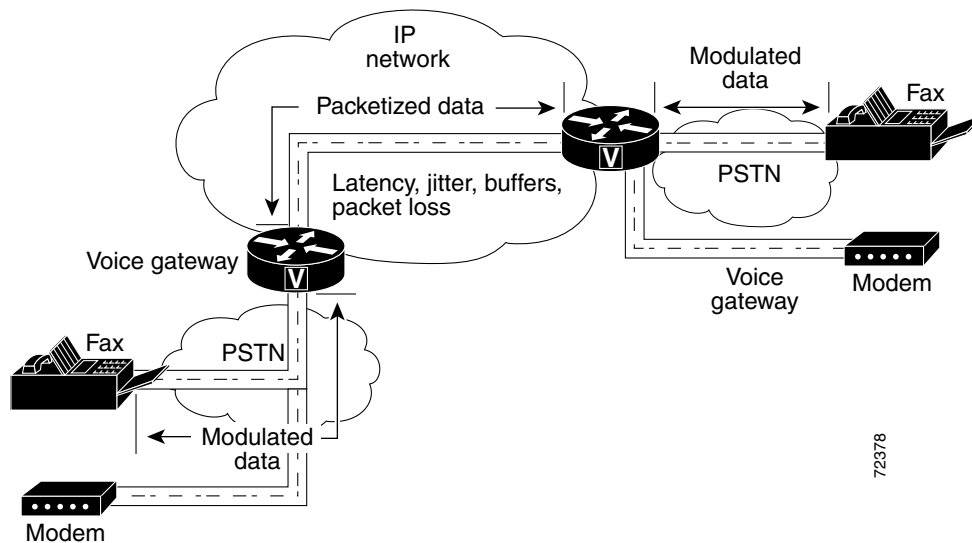 IP
network
Modulated
data
Fax
Packetized data
V
PSTN
Latency, jitter, buffers,
packet loss
Voice gateway
V
Voice
gateway
Modem
Fax
PSTN
Modulated
data
72378
Modem